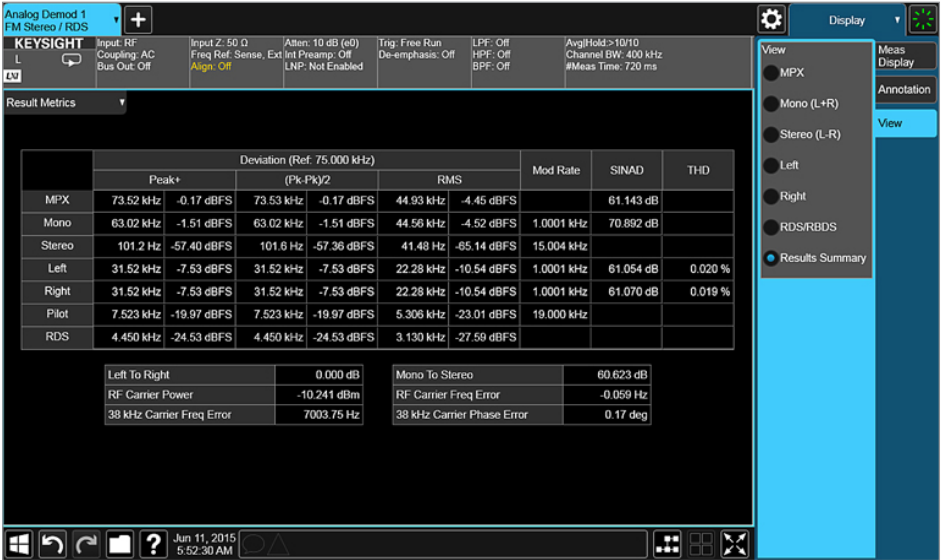 Analog Demod 1
FM Stereo / RDS
+
Display
KEYSIGHT
L
LXI
Input: RF
Coupling: AC
Bus Out: Off
Input Z: 50 Ω
Freq Ref: Sense, Ext
Align: Off
Atten: 10 dB (e0)
Int Preamp: Off
LNP: Not Enabled
Trig: Free Run
De-emphasis: Off
LPF: Off
HPF: Off
BPF: Off
Avg|Hold:>10/10
Channel BW: 400 kHz
#Meas Time: 720 ms
View
MPX
Mono (L+R)
Stereo (L-R)
Left
Right
RDS/RBDS
Results Summary
Meas
Display
Annotation
View
Result Metrics
Deviation (Ref: 75.000 kHz) Mod Rate SINAD THD
Peak+ (Pk-Pk)/2 RMS
MPX 73.52 kHz -0.17 dBFS 73.53 kHz -0.17 dBFS 44.93 kHz -4.45 dBFS 61.143 dB
Mono 63.02 kHz -1.51 dBFS 63.02 kHz -1.51 dBFS 44.56 kHz -4.52 dBFS 1.0001 kHz 70.892 dB
Stereo 101.2 Hz -57.40 dBFS 101.6 Hz -57.36 dBFS 41.48 Hz -65.14 dBFS 15.004 kHz
Left 31.52 kHz -7.53 dBFS 31.52 kHz -7.53 dBFS 22.28 kHz -10.54 dBFS 1.0001 kHz 61.054 dB 0.020 %
Right 31.52 kHz -7.53 dBFS 31.52 kHz -7.53 dBFS 22.28 kHz -10.54 dBFS 1.0001 kHz 61.070 dB 0.019 %
Pilot 7.523 kHz -19.97 dBFS 7.523 kHz -19.97 dBFS 5.306 kHz -23.01 dBFS 19.000 kHz
RDS 4.450 kHz -24.53 dBFS 4.450 kHz -24.53 dBFS 3.130 kHz -27.59 dBFS
Left To Right 0.000 dB Mono To Stereo 60.623 dB
RF Carrier Power -10.241 dBm RF Carrier Freq Error -0.059 Hz
38 kHz Carrier Freq Error 7003.75 Hz 38 kHz Carrier Phase Error 0.17 deg
?
Jun 11, 2015
5:52:30 AM